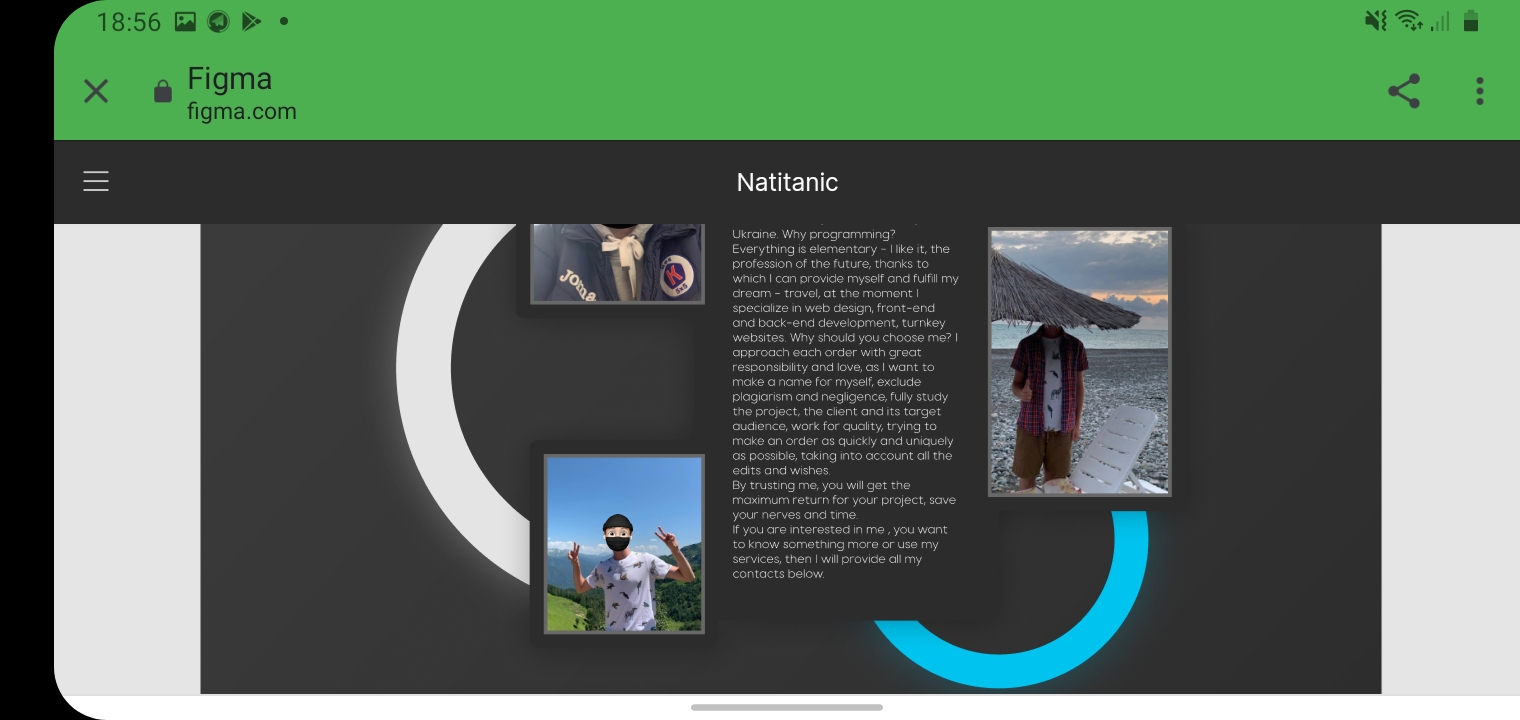 18:56
Figma
figma.com
Natitanic
Ukraine. Why programming?
Everything is elementary - I like it, the
profession of the future, thanks to
which I can provide myself and fulfill my
dream - travel, at the moment I
specialize in web design, front-end
and back-end development, turnkey
websites. Why should you choose me? I
approach each order with great
responsibility and love, as I want to
make a name for myself, exclude
plagiarism and negligence, fully study
the project, the client and its target
audience, work for quality, trying to
make an order as quickly and uniquely
as possible, taking into account all the
edits and wishes.
By trusting me, you will get the
maximum return for your project, save
your nerves and time.
If you are interested in me , you want
to know something more or use my
services, then I will provide all my
contacts below.
Joma
K